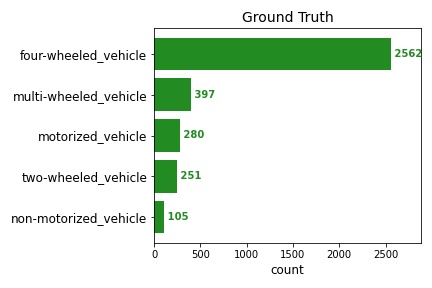 Ground Truth
four-wheeled_vehicle 2562
multi-wheeled_vehicle 397
motorized_vehicle 280
two-wheeled_vehicle 251
non-motorized_vehicle 105
0 500 1000 1500 2000 2500
count